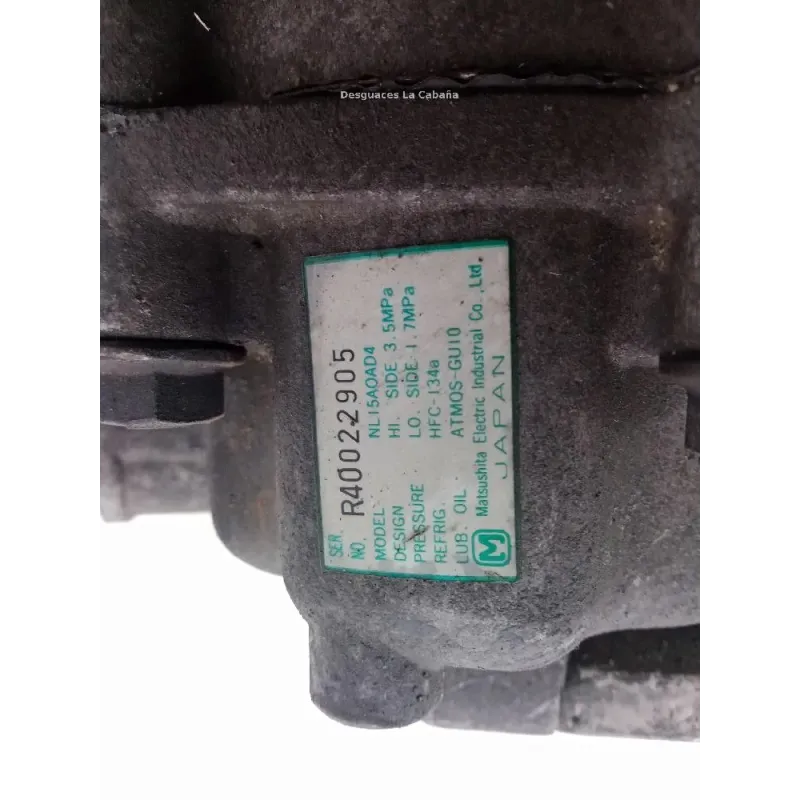 Desguaces La Cabaña
SER. NO. R40022905
MODEL NL15A0AD4
DESIGN HI. SIDE 3.5MPa
PRESSURE LO. SIDE 1.7MPa
REFRIG. HFC-134a
LUB. OIL ATMOS-GU10
M Matsushita Electric Industrial Co., Ltd.
JAPAN